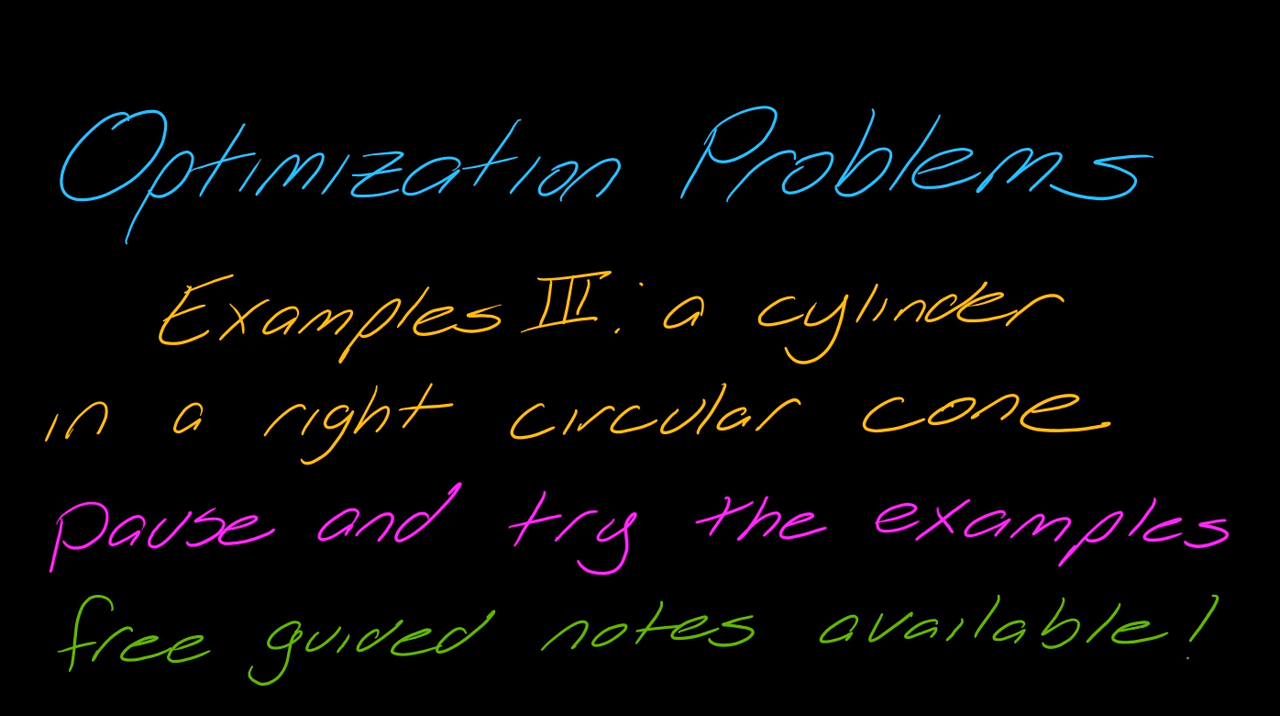 Optimization Problems
Examples III: a cylinder
in a right circular cone
pause and try the examples
free guided notes available!